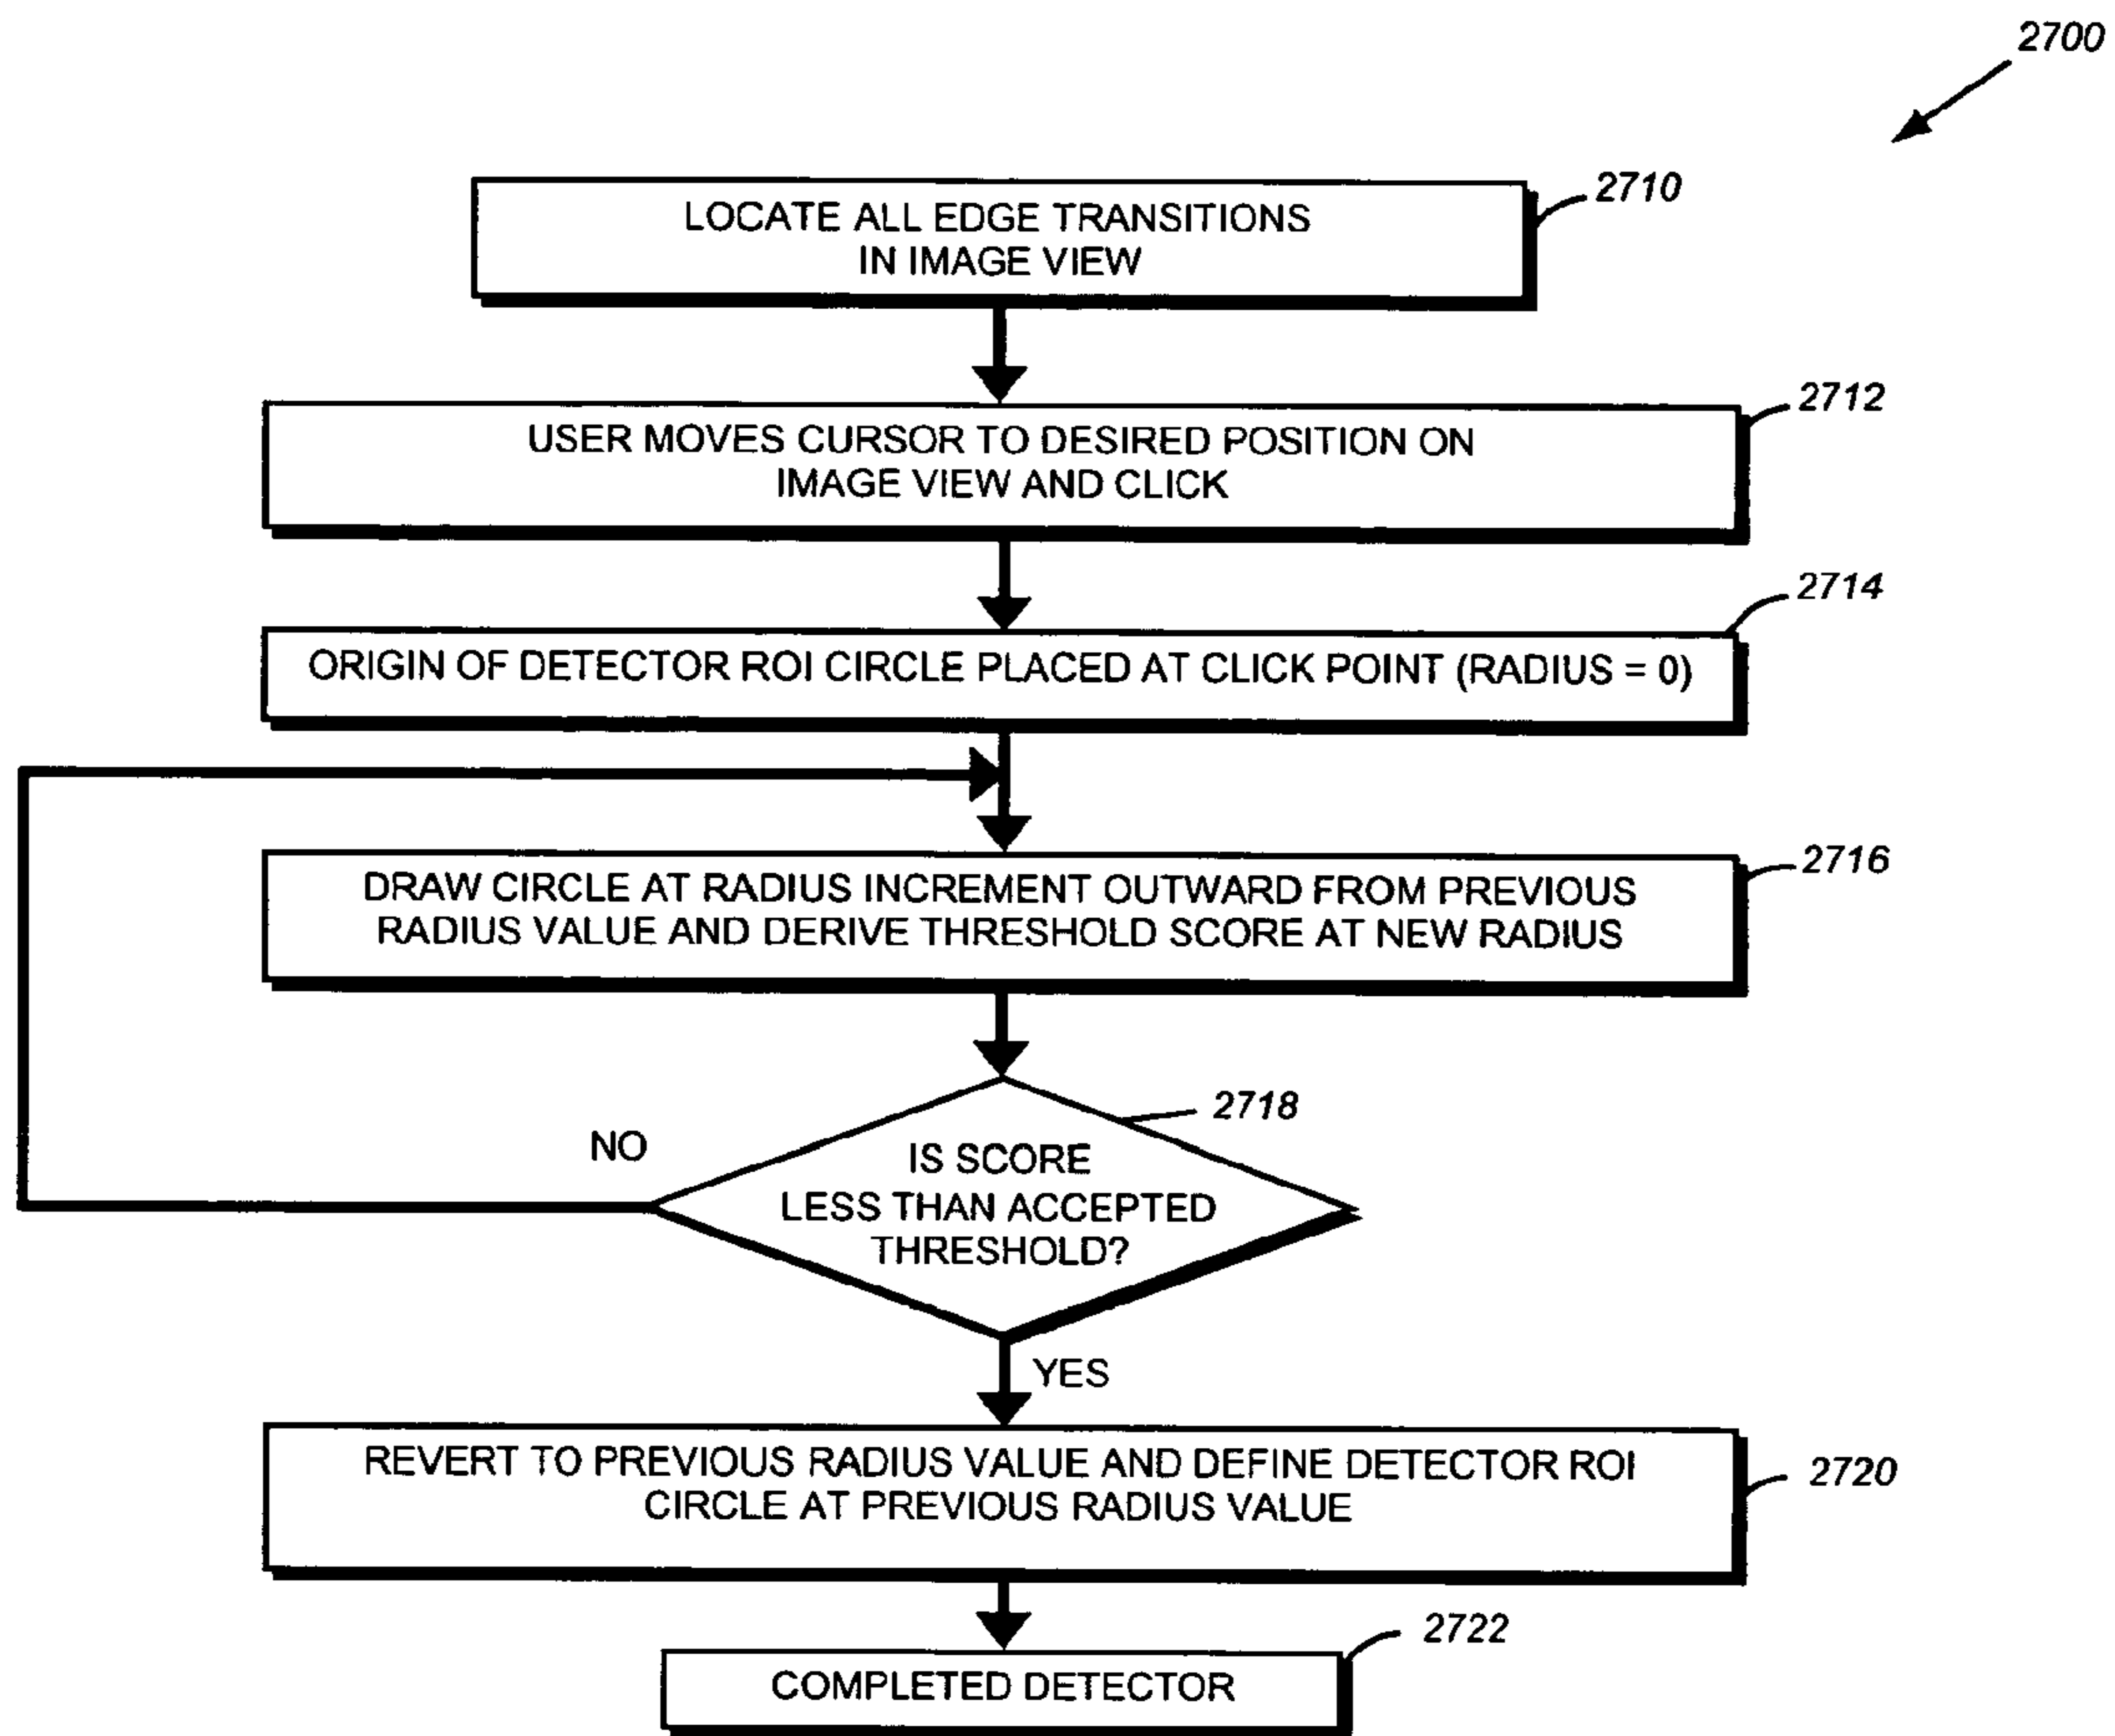 2700
2710
LOCATE ALL EDGE TRANSITIONS
IN IMAGE VIEW
2712
USER MOVES CURSOR TO DESIRED POSITION ON
IMAGE VIEW AND CLICK
2714
ORIGIN OF DETECTOR ROI CIRCLE PLACED AT CLICK POINT (RADIUS = 0)
2716
DRAW CIRCLE AT RADIUS INCREMENT OUTWARD FROM PREVIOUS
RADIUS VALUE AND DERIVE THRESHOLD SCORE AT NEW RADIUS
2718
NO
IS SCORE
LESS THAN ACCEPTED
THRESHOLD?
YES
REVERT TO PREVIOUS RADIUS VALUE AND DEFINE DETECTOR ROI
CIRCLE AT PREVIOUS RADIUS VALUE
2720
2722
COMPLETED DETECTOR